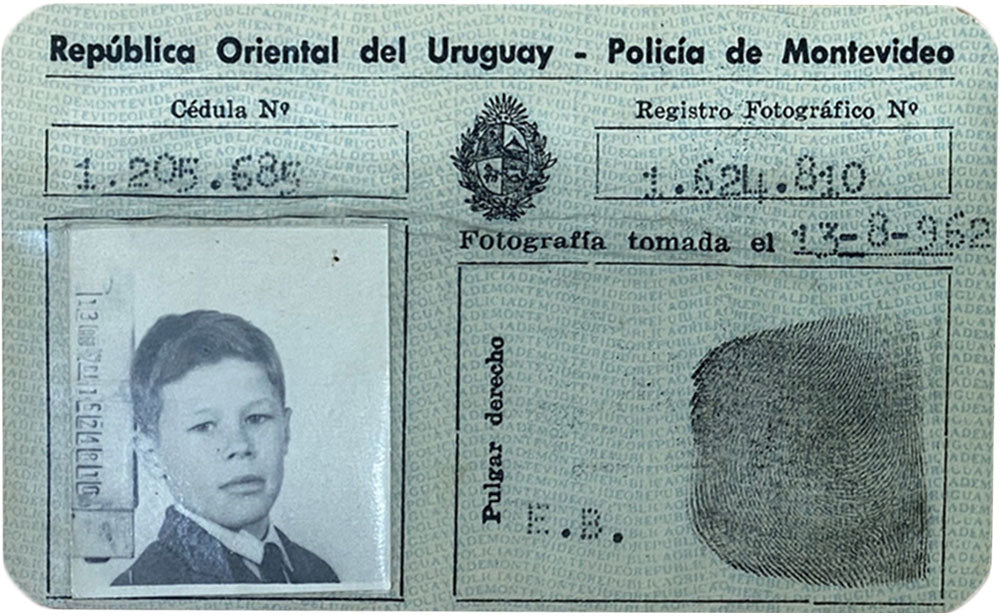 República Oriental del Uruguay - Policía de Montevideo
Cédula Nº
Registro Fotográfico Nº
1.205.685
1.624.810
Fotografía tomada el 13-8-962
Pulgar derecho
E.B.